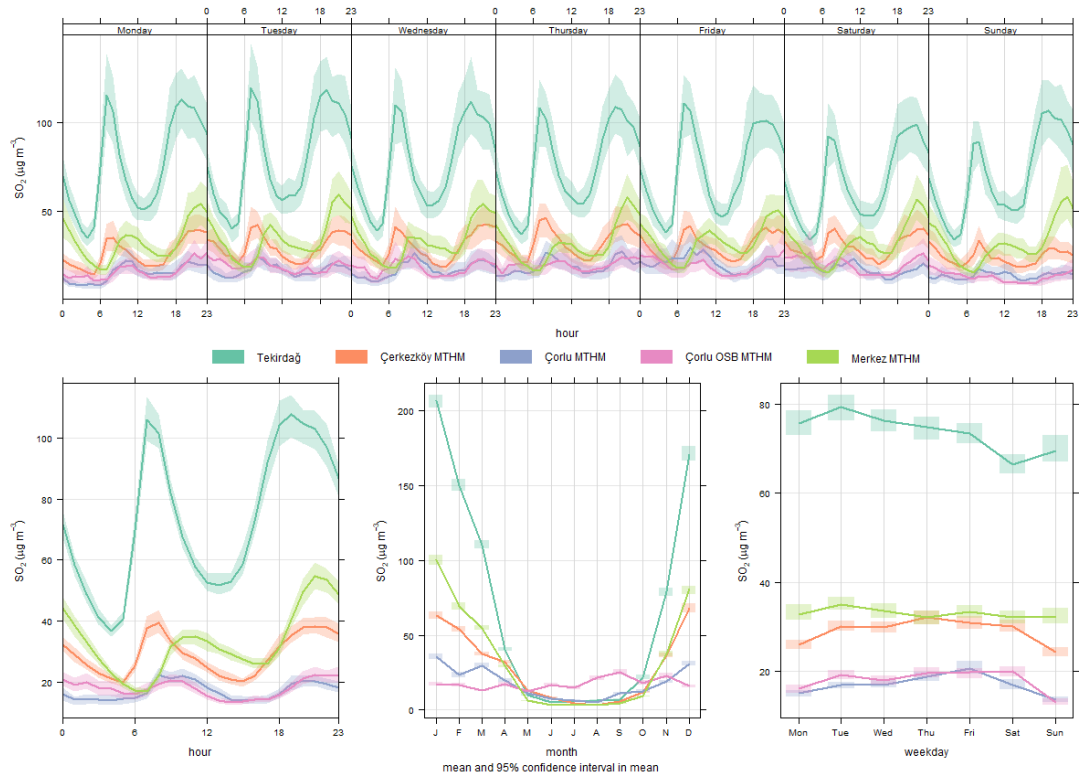 0 6 12 18 23 0 6 12 18 23 0 6 12 18 23 0 6 12 18 23
Monday Tuesday Wednesday Thursday Friday Saturday Sunday
SO2 (µg m−3)
100
50
0 6 12 18 23 0 6 12 18 23 0 6 12 18 23 0 6 12 18 23
hour
Tekirdağ Çerkezköy MTHM Çorlu MTHM Çorlu OSB MTHM Merkez MTHM
SO2 (µg m−3)
100
80
60
40
20
0 6 12 18 23
hour
SO2 (µg m−3)
200
150
100
50
0
J F M A M J J A S O N D
month
SO2 (µg m−3)
80
60
40
20
Mon Tue Wed Thu Fri Sat Sun
weekday
mean and 95% confidence interval in mean